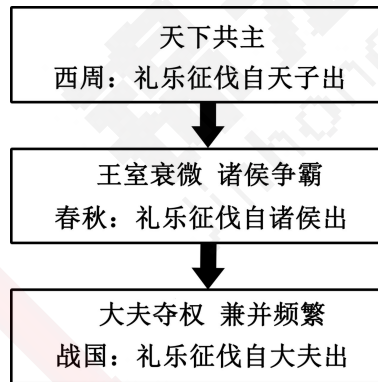 天下共主
西周：礼乐征伐自天子出
王室衰微 诸侯争霸
春秋：礼乐征伐自诸侯出
大夫夺权 兼并频繁
战国：礼乐征伐自大夫出